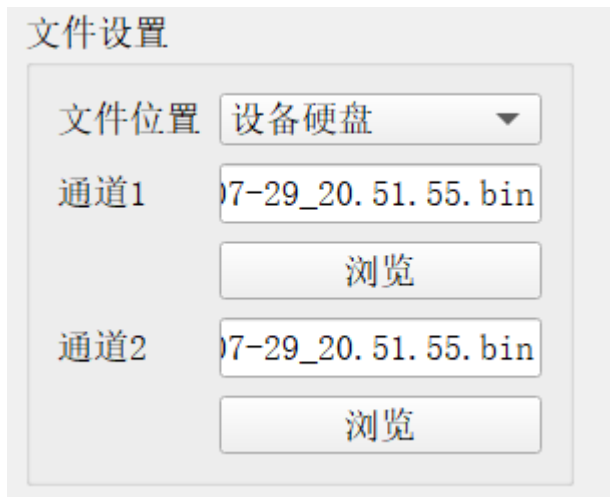 文件设置
文件位置 设备硬盘
通道1 07-29_20.51.55.bin
浏览
通道2 07-29_20.51.55.bin
浏览